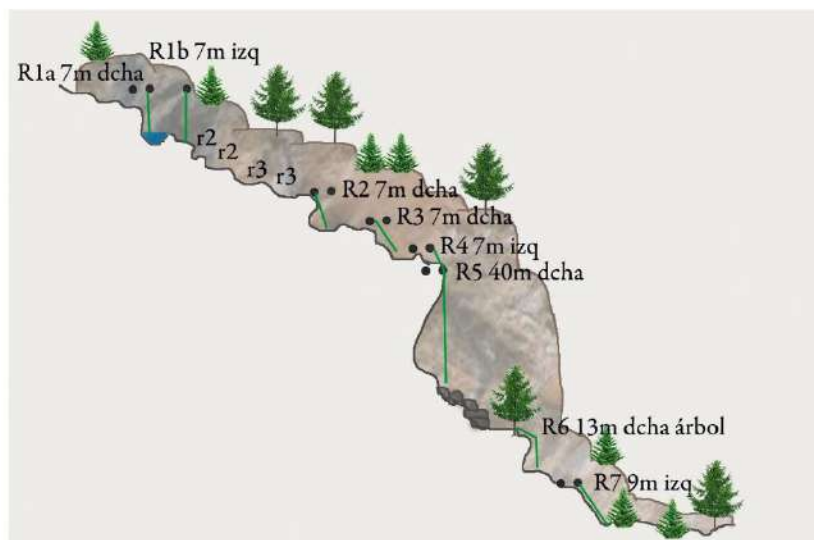 R1b 7m izq
R1a 7m dcha
r2
r2
r3
r3
R2 7m dcha
R3 7m dcha
R4 7m izq
R5 40m dcha
R6 13m dcha árbol
R7 9m izq